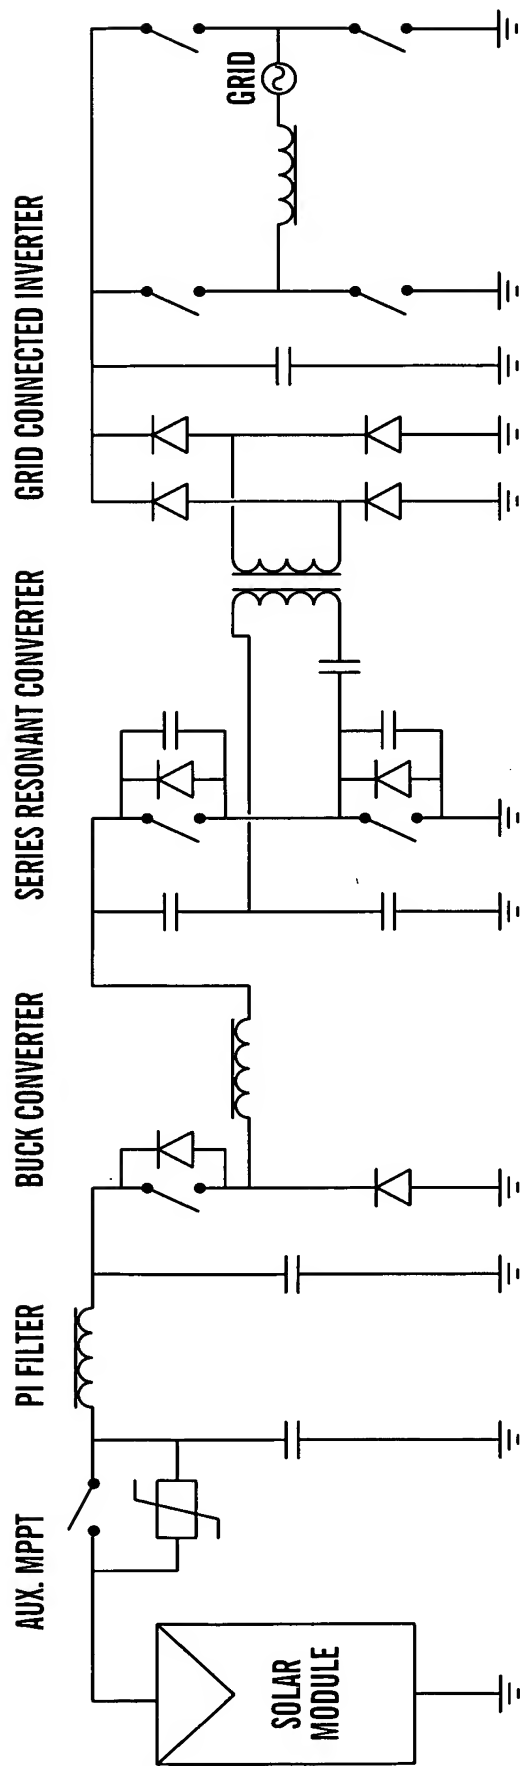 AUX. MPPT
PI FILTER
BUCK CONVERTER
SERIES RESONANT CONVERTER
GRID CONNECTED INVERTER
SOLAR
MODULE
GRID